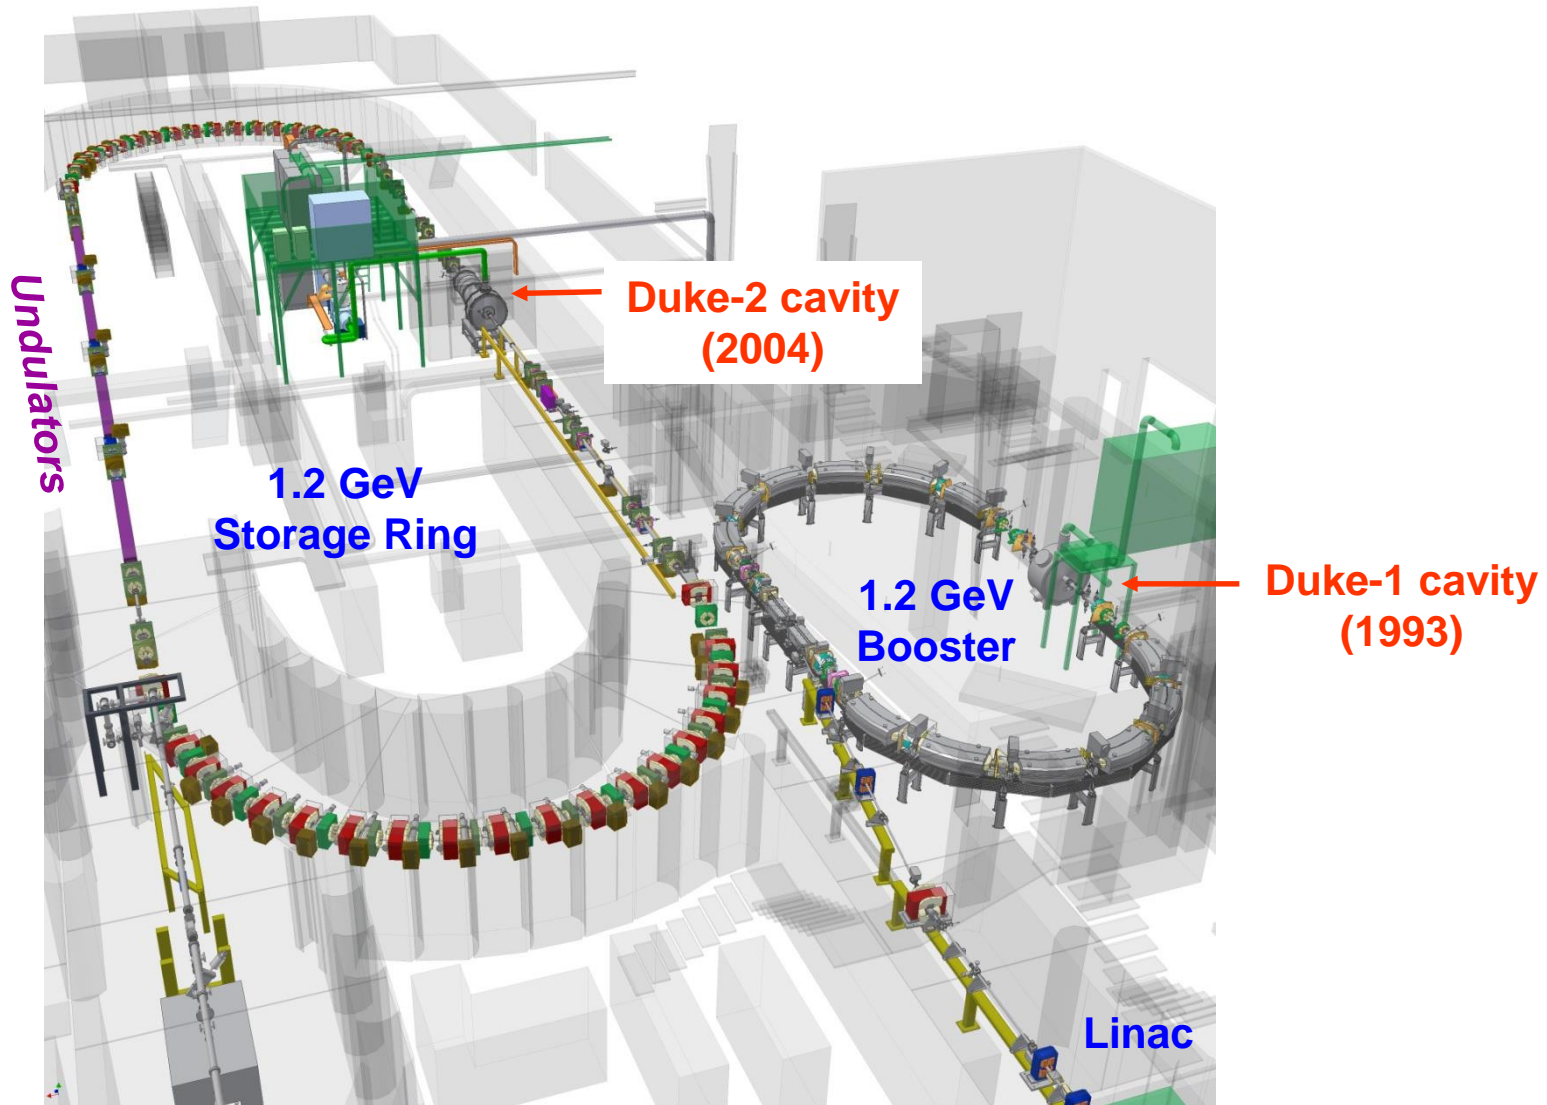 Undulators
Duke-2 cavity
(2004)
1.2 GeV
Storage Ring
1.2 GeV
Booster
Duke-1 cavity
(1993)
Linac